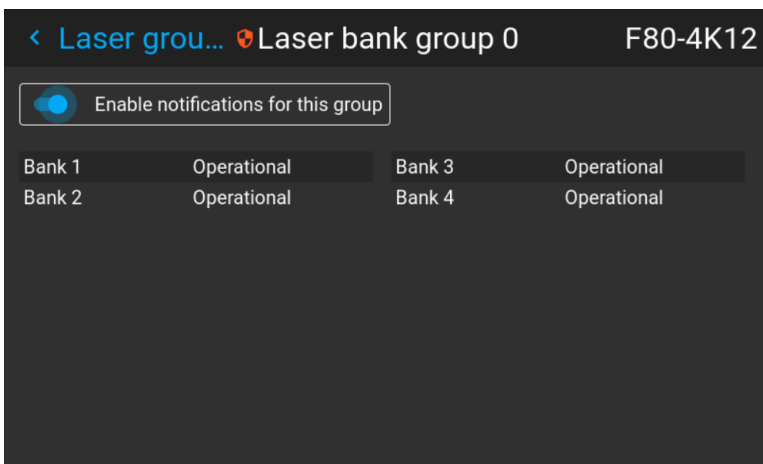 Laser grou... Laser bank group 0 F80-4K12
Enable notifications for this group
Bank 1 Operational Bank 3 Operational
Bank 2 Operational Bank 4 Operational